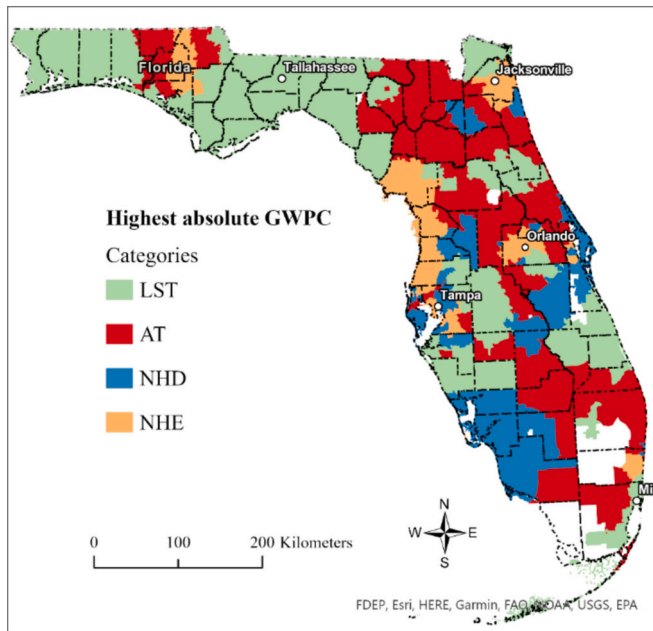 Florida
Tallahassee
Jacksonville
Highest absolute GWPC
Categories
LST
AT
NHD
NHE
Orlando
Tampa
Mi
N
W E
S
0 100 200 Kilometers
FDEP, Esri, HERE, Garmin, FAO, NOAA, USGS, EPA